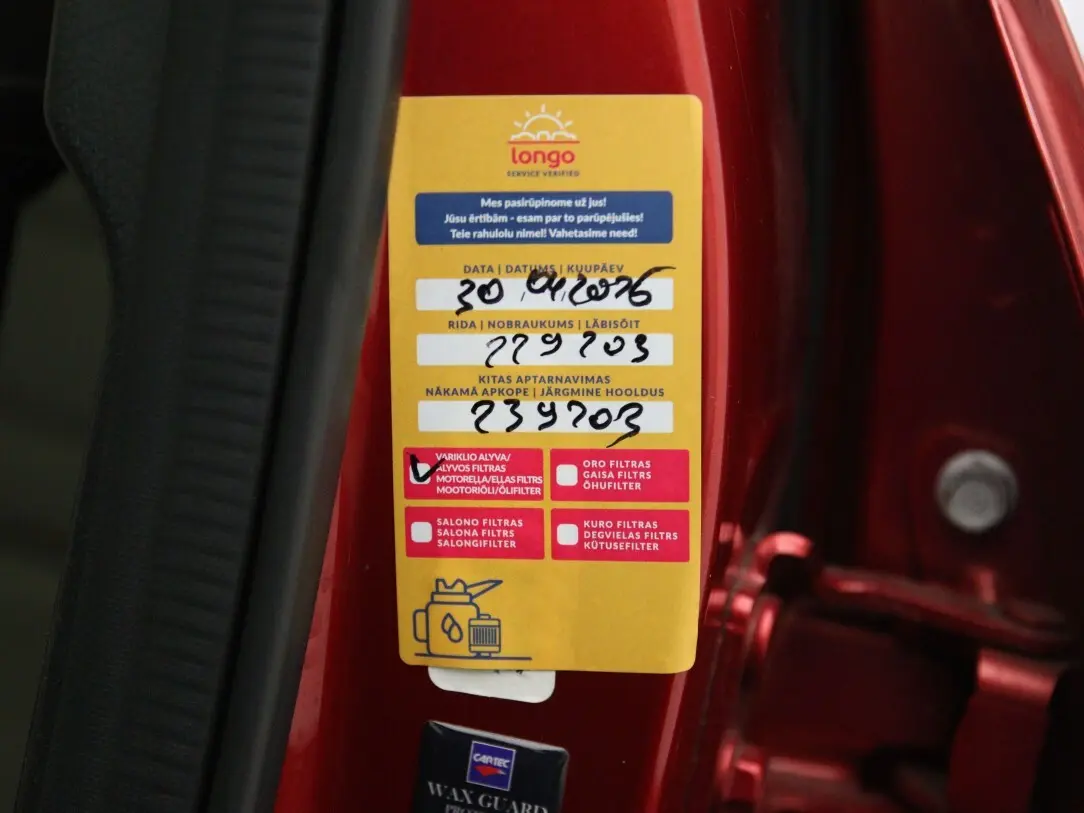 longo
SERVICE VERIFIED
Mes pasirūpinome už jus!
Jūsu ērtībām - esam par to parūpējušies!
Teie rahulolu nimel! Vahetasime need!
DATA | DATUMS | KUUPÄEV
30.04.2026
RIDA | NOBRAUKUMS | LÄBISÕIT
229203
KITAS APTARNAVIMAS
NĀKAMĀ APKOPE | JÄRGMINE HOOLDUS
239203
VARIKLIO ALYVA/
ALYVOS FILTRAS
MOTOREĻĻA/EĻĻAS FILTRS
MOOTORIÕLI/ÕLIFILTER
ORO FILTRAS
GAISA FILTRS
ÕHUFILTER
SALONO FILTRAS
SALONA FILTRS
SALONGIFILTER
KURO FILTRAS
DEGVIELAS FILTRS
KÜTUSEFILTER
CARTEC
WAX GUARD